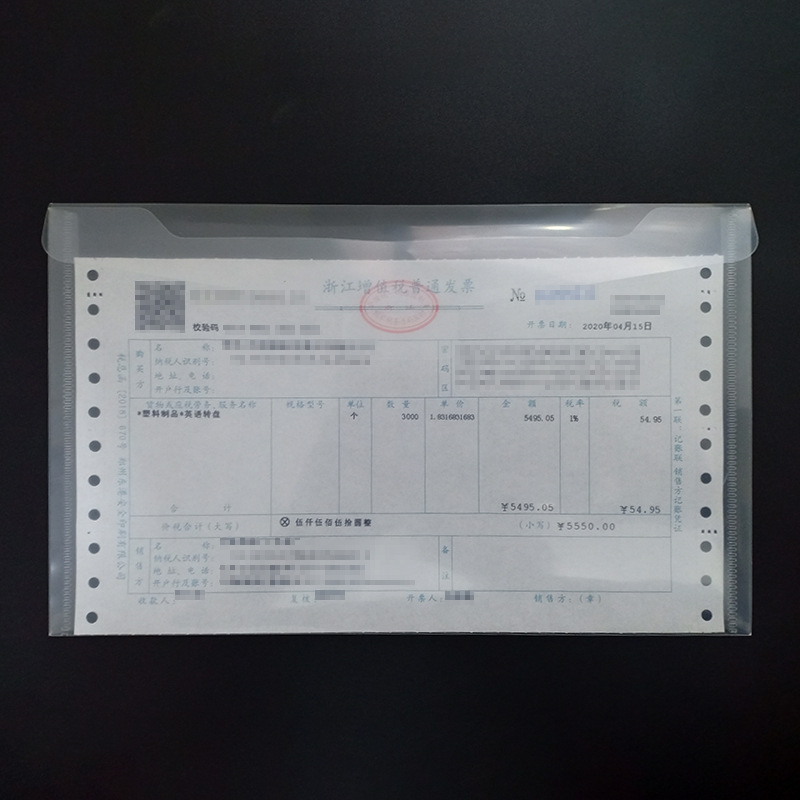 浙江增值税普通发票
№
校验码
开票日期: 2020年04月15日
购买方
名 称:
纳税人识别号:
地 址、电 话:
开户行及账号:
密码区
货物或应税劳务、服务名称 规格型号 单位 数量 单价 金额 税率 税额
*塑料制品*英语转盘 个 3000 1.8316831683 5495.05 1% 54.95
合 计 ¥5495.05 ¥54.95
价税合计(大写) ⊗ 伍仟伍佰伍拾圆整 (小写) ¥5550.00
销售方
名 称:
纳税人识别号:
地 址、电 话:
开户行及账号:
备注
收款人: 复核 开票人: 销售方:(章)
第一联:记账联 销售方记账凭证